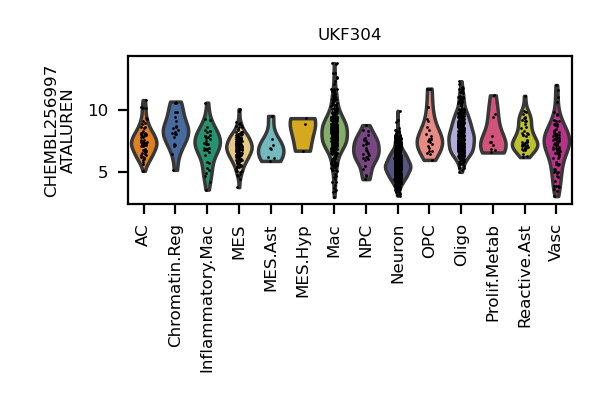 UKF304
CHEMBL256997
ATALUREN
10
5
AC
Chromatin.Reg
Inflammatory.Mac
MES
MES.Ast
MES.Hyp
Mac
NPC
Neuron
OPC
Oligo
Prolif.Metab
Reactive.Ast
Vasc